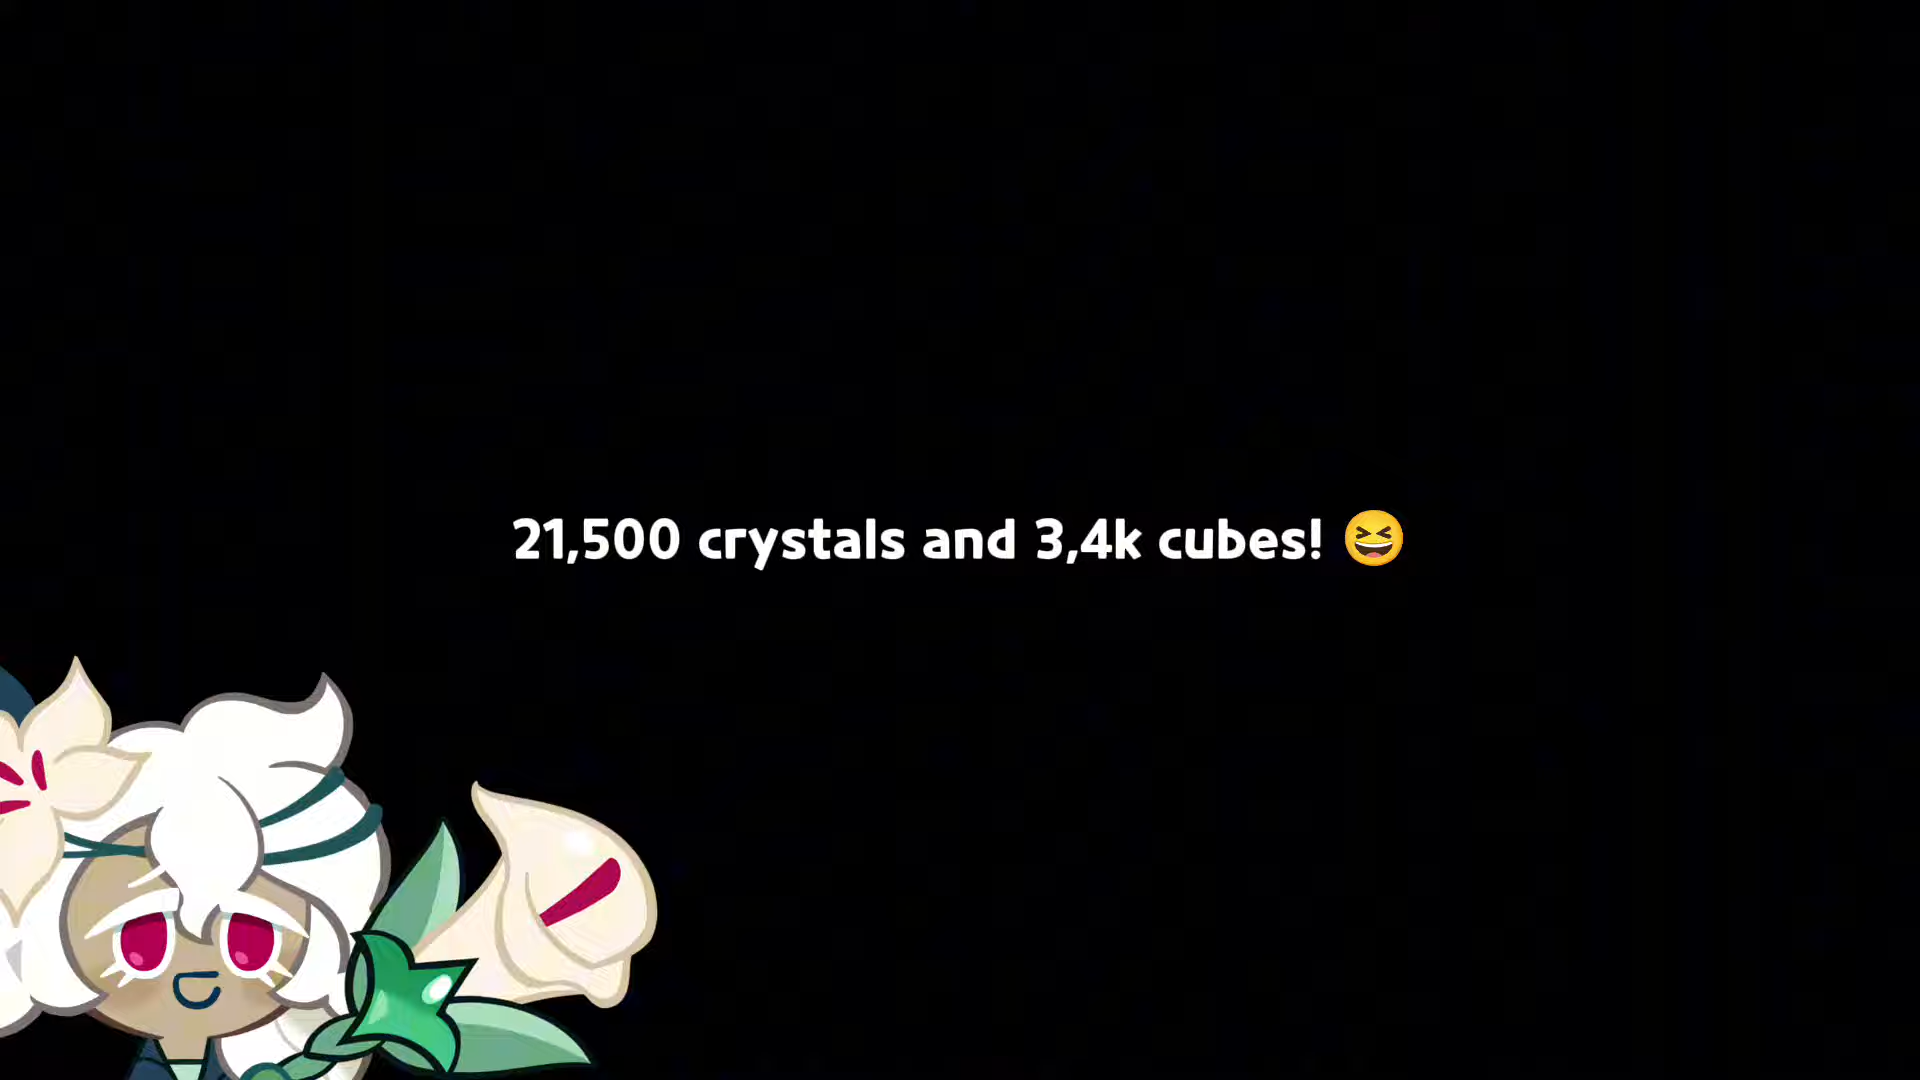 21,500 crystals and 3,4k cubes! 😆